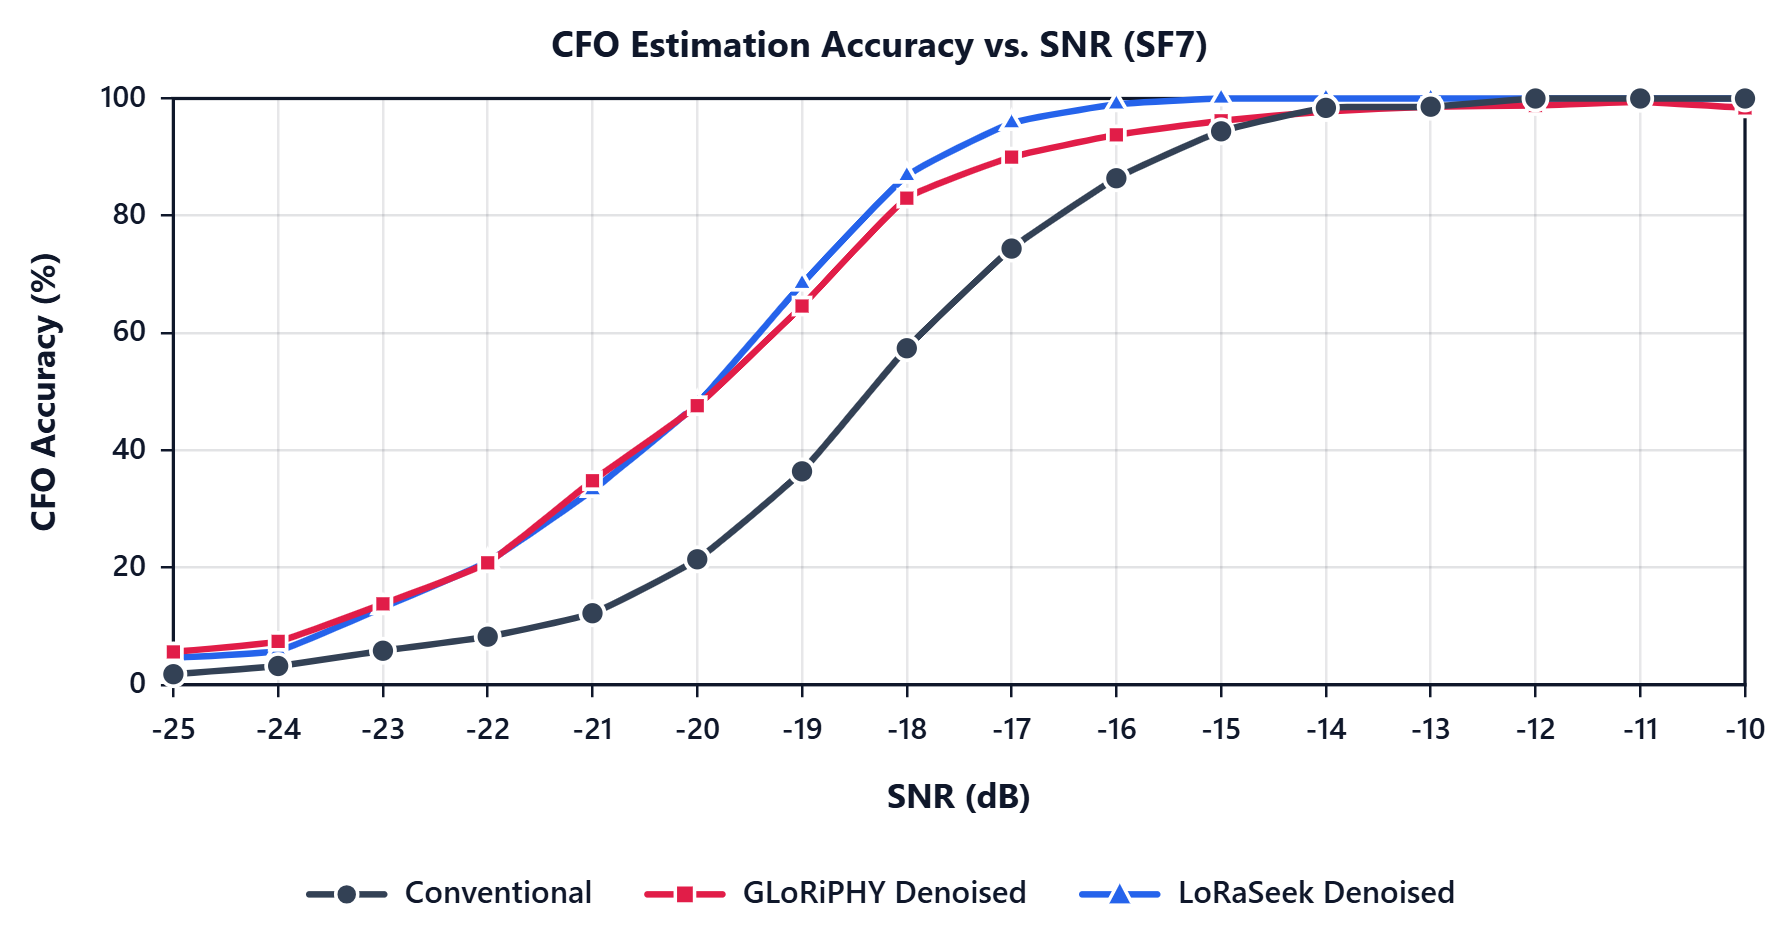 CFO Estimation Accuracy vs. SNR (SF7)
CFO Accuracy (%)
100
80
60
40
20
0
-25 -24 -23 -22 -21 -20 -19 -18 -17 -16 -15 -14 -13 -12 -11 -10
SNR (dB)
Conventional GLoRiPHY Denoised LoRaSeek Denoised